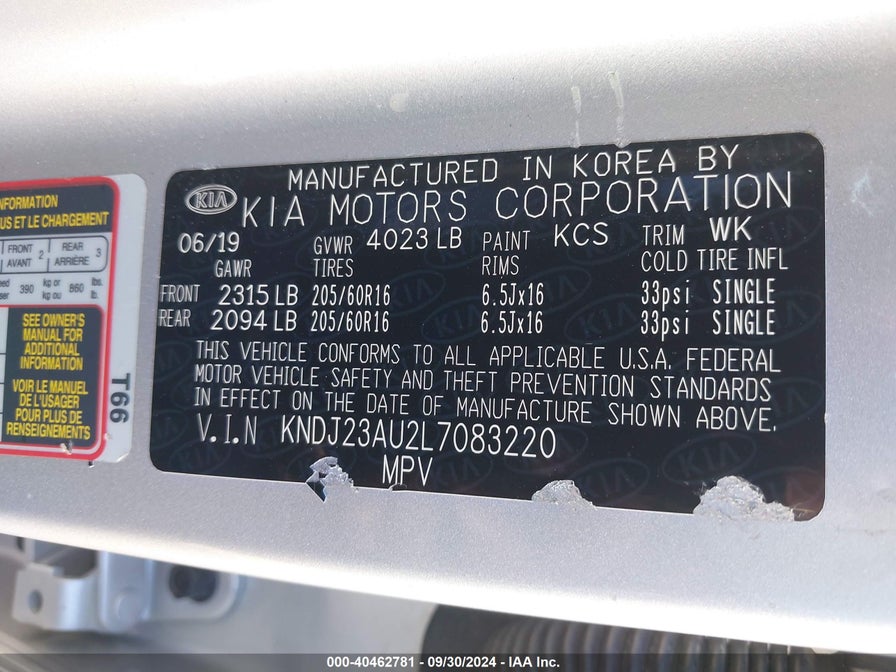 INFORMATION
US ET LE CHARGEMENT
FRONT 2 REAR 3
AVANT ARRIÈRE
390 kg or 860 lbs.
kg ou lb.
SEE OWNER'S
MANUAL FOR
ADDITIONAL
INFORMATION
VOIR LE MANUEL
DE L'USAGER
POUR PLUS DE
RENSEIGNEMENTS
T66
MANUFACTURED IN KOREA BY
KIA KIA MOTORS CORPORATION
06/19 GVWR 4023 LB PAINT KCS TRIM WK
GAWR TIRES RIMS COLD TIRE INFL
FRONT 2315 LB 205/60R16 6.5Jx16 33psi SINGLE
REAR 2094 LB 205/60R16 6.5Jx16 33psi SINGLE
THIS VEHICLE CONFORMS TO ALL APPLICABLE U.S.A. FEDERAL
MOTOR VEHICLE SAFETY AND THEFT PREVENTION STANDARDS
IN EFFECT ON THE DATE OF MANUFACTURE SHOWN ABOVE.
V.I.N KNDJ23AU2L7083220
MPV
000-40462781 - 09/30/2024 - IAA Inc.